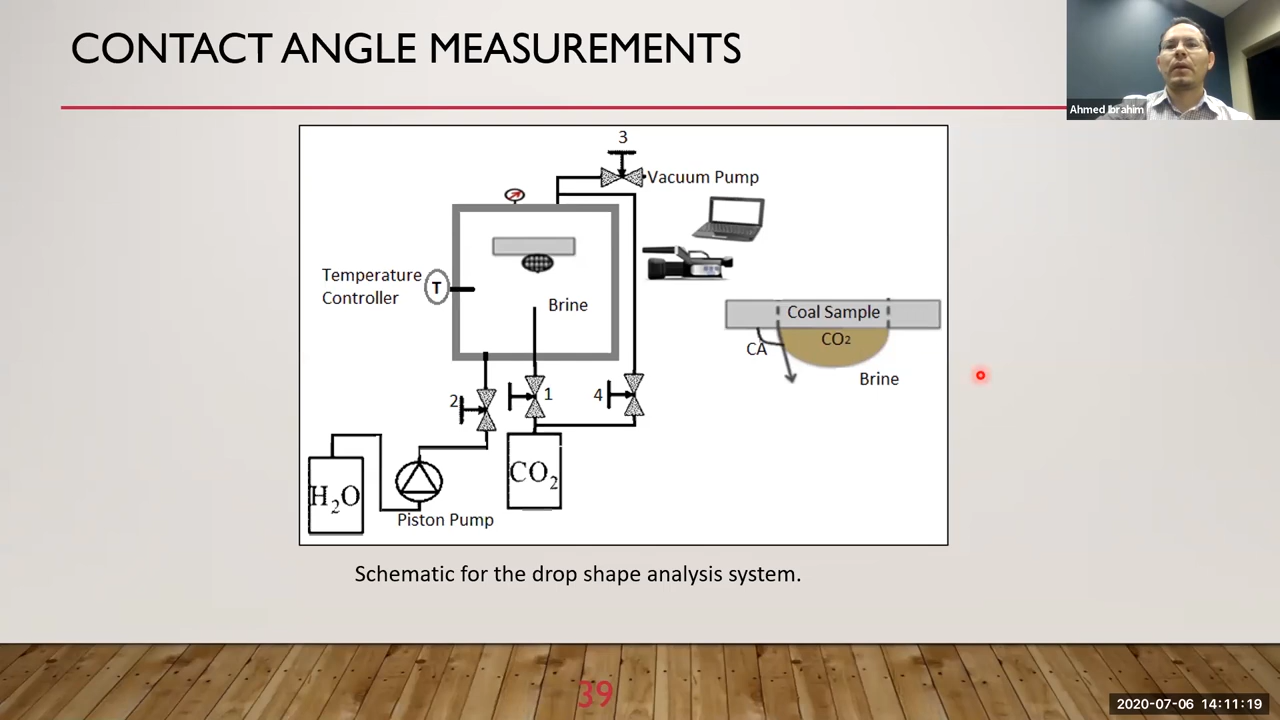 CONTACT ANGLE MEASUREMENTS
Ahmed Ibrahim
3
Vacuum Pump
Temperature
Controller
T
Brine
Coal Sample
CO2
CA
Brine
2
1
4
H2O
CO2
Piston Pump
Schematic for the drop shape analysis system.
39
2020-07-06 14:11:19